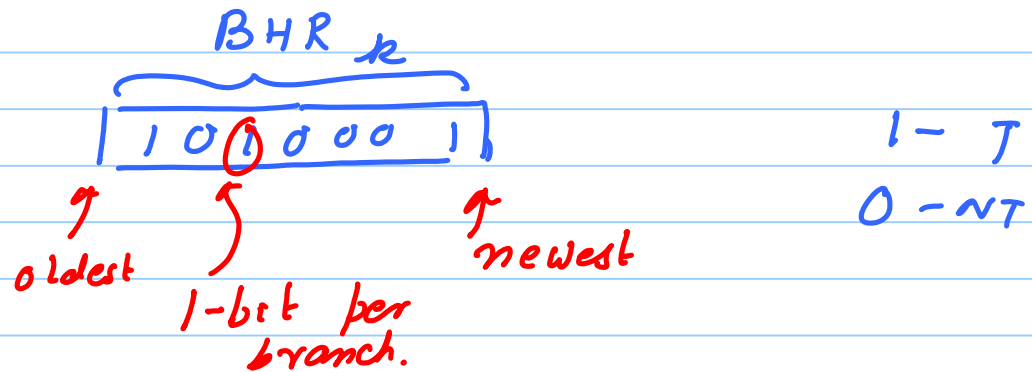 BHR k
1 0 1 0 0 0 1
1 - T
0 - NT
oldest
newest
1-bit per
branch.